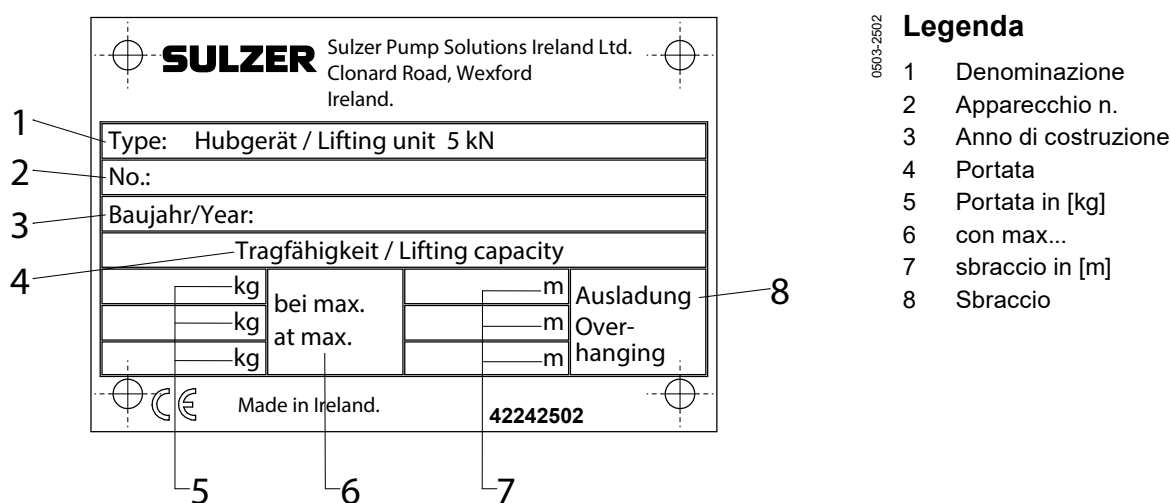 SULZER
Sulzer Pump Solutions Ireland Ltd.
Clonard Road, Wexford
Ireland.
1
Type: Hubgerät / Lifting unit 5 kN
2
No.:
3
Baujahr/Year:
4
Tragfähigkeit / Lifting capacity
kg
kg
kg
bei max.
at max.
m
m
m
Ausladung
Over-
hanging
8
CE
Made in Ireland.
42242502
5
6
7
0503-2502
Legenda
1 Denominazione
2 Apparecchio n.
3 Anno di costruzione
4 Portata
5 Portata in [kg]
6 con max...
7 sbraccio in [m]
8 Sbraccio